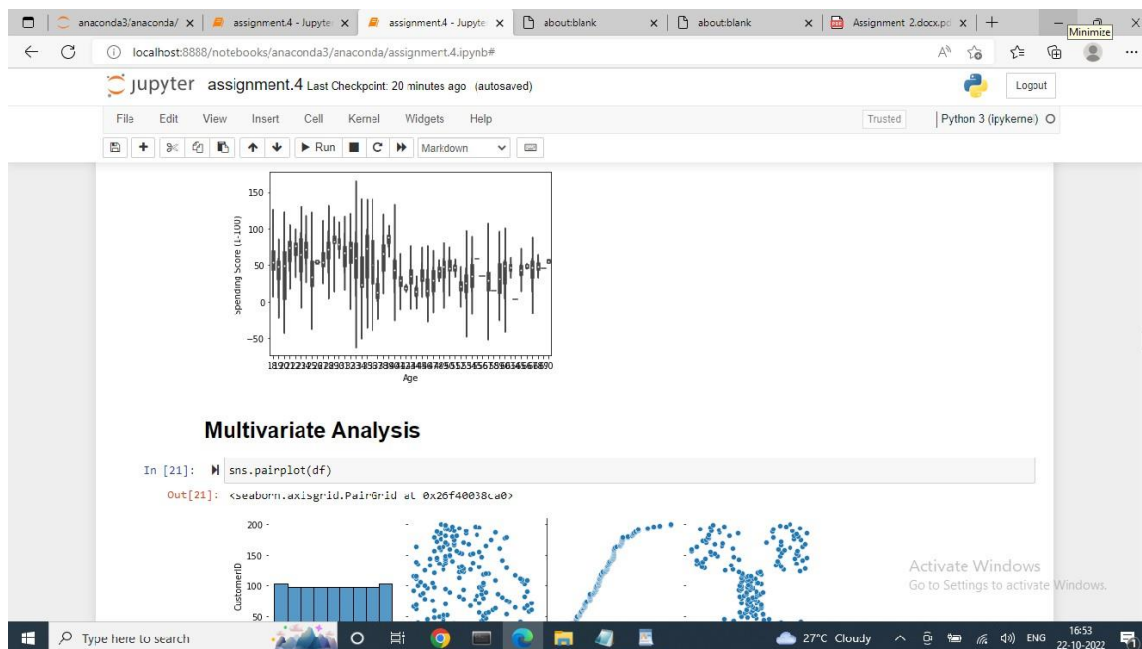 anaconda3/anaconda/
assignment.4 - Jupyte
assignment.4 - Jupyte
about:blank
about:blank
Assignment 2.docx.pd
Minimize
localhost:8888/notebooks/anaconda3/anaconda/assignment.4.ipynb#
jupyter assignment.4 Last Checkpoint: 20 minutes ago (autosaved)
Logout
File Edit View Insert Cell Kernel Widgets Help
Trusted
Python 3 (ipykernel)
Run
Markdown
150
100
50
0
-50
Spending Score (1-100)
Age
Multivariate Analysis
In [21]: sns.pairplot(df)
Out[21]: <seaborn.axisgrid.PairGrid at 0x26f40038ca0>
200
150
100
50
CustomerID
Activate Windows
Go to Settings to activate Windows.
Type here to search
27°C Cloudy
ENG
16:53
22-10-2022